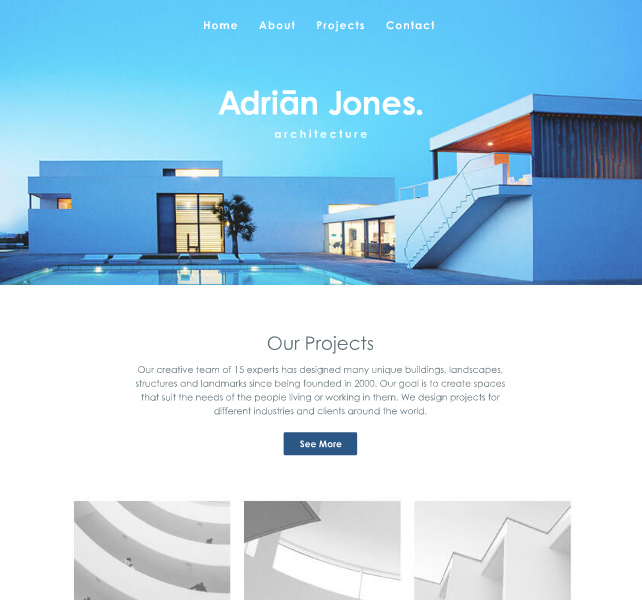 Home About Projects Contact
Adriān Jones.
architecture
Our Projects
Our creative team of 15 experts has designed many unique buildings, landscapes,
structures and landmarks since being founded in 2000. Our goal is to create spaces
that suit the needs of the people living or working in them. We design projects for
different industries and clients around the world.
See More